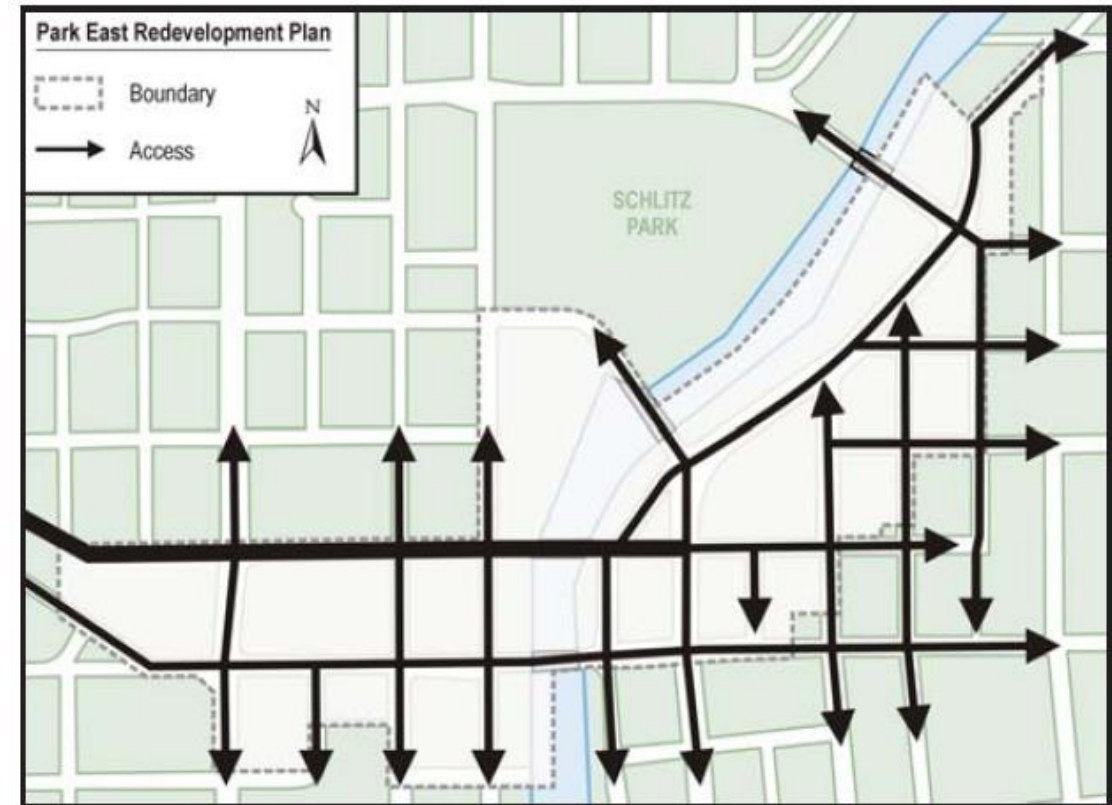 Park East Redevelopment Plan
Boundary
N
Access
SCHLITZ
PARK